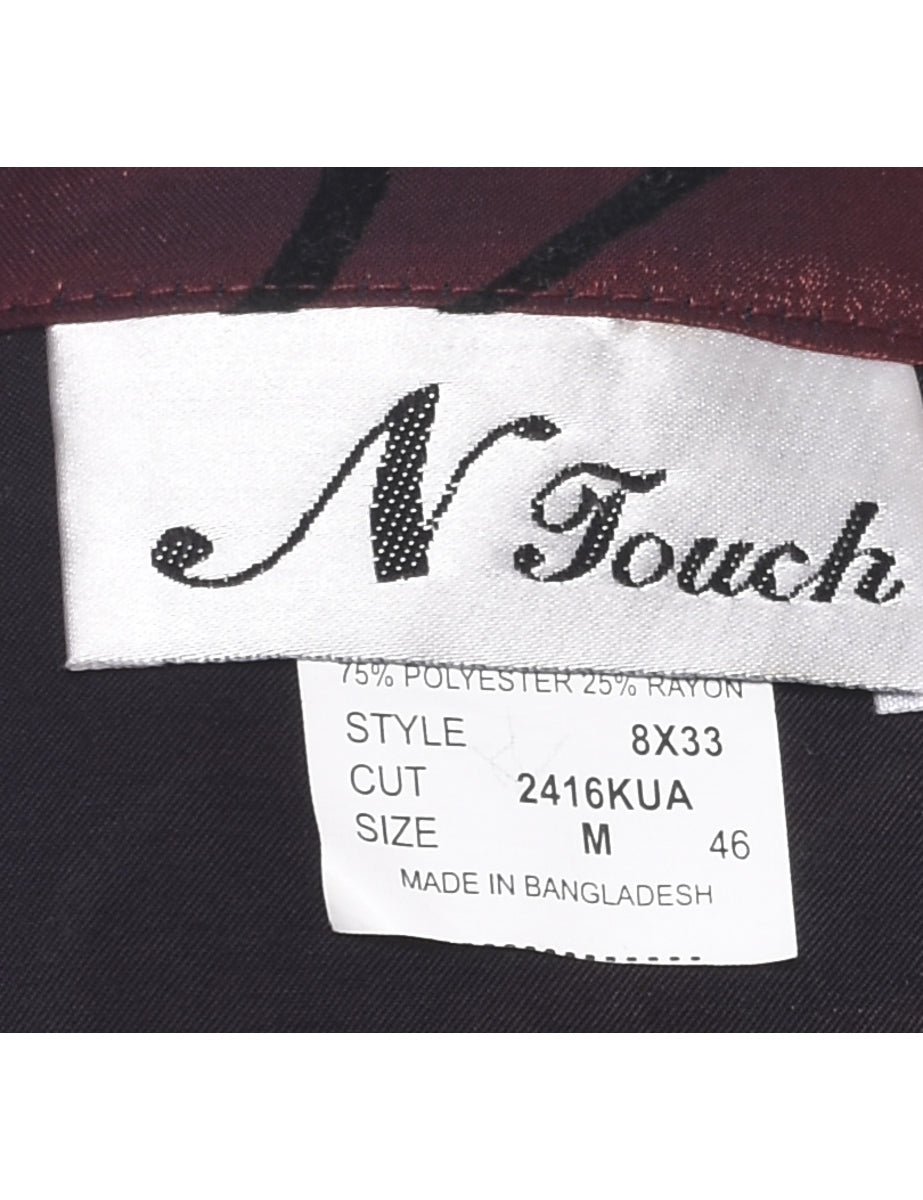 N Touch
75% POLYESTER 25% RAYON
STYLE 8X33
CUT 2416KUA
SIZE M 46
MADE IN BANGLADESH